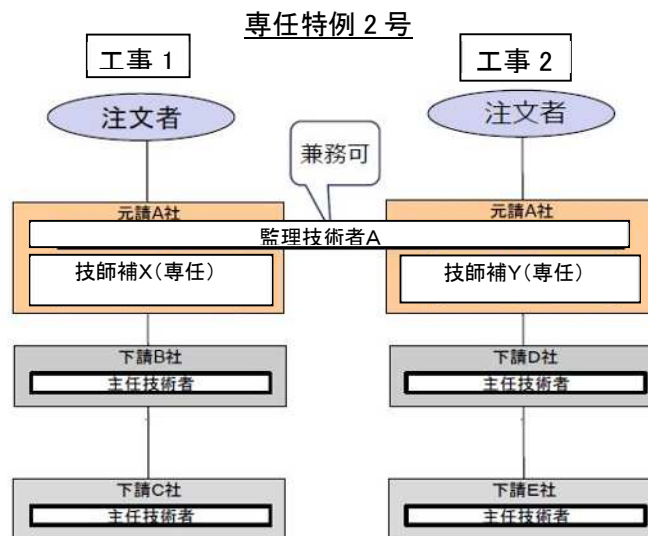 専任特例2号
工事1
工事2
注文者
注文者
兼務可
元請A社
元請A社
監理技術者A
技師補X(専任)
技師補Y(専任)
下請B社
主任技術者
下請D社
主任技術者
下請C社
主任技術者
下請E社
主任技術者